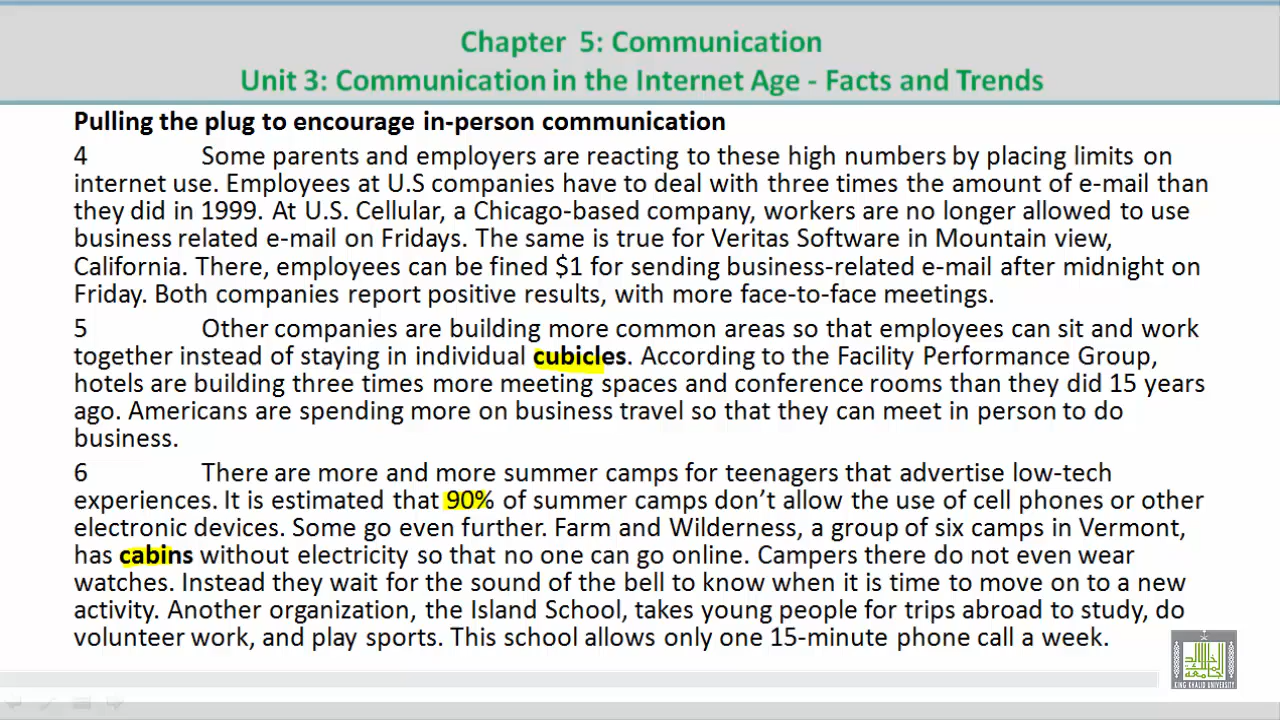 Chapter 5: Communication
Unit 3: Communication in the Internet Age - Facts and Trends
Pulling the plug to encourage in-person communication
4 Some parents and employers are reacting to these high numbers by placing limits on
internet use. Employees at U.S companies have to deal with three times the amount of e-mail than
they did in 1999. At U.S. Cellular, a Chicago-based company, workers are no longer allowed to use
business related e-mail on Fridays. The same is true for Veritas Software in Mountain view,
California. There, employees can be fined $1 for sending business-related e-mail after midnight on
Friday. Both companies report positive results, with more face-to-face meetings.
5 Other companies are building more common areas so that employees can sit and work
together instead of staying in individual cubicles. According to the Facility Performance Group,
hotels are building three times more meeting spaces and conference rooms than they did 15 years
ago. Americans are spending more on business travel so that they can meet in person to do
business.
6 There are more and more summer camps for teenagers that advertise low-tech
experiences. It is estimated that 90% of summer camps don't allow the use of cell phones or other
electronic devices. Some go even further. Farm and Wilderness, a group of six camps in Vermont,
has cabins without electricity so that no one can go online. Campers there do not even wear
watches. Instead they wait for the sound of the bell to know when it is time to move on to a new
activity. Another organization, the Island School, takes young people for trips abroad to study, do
volunteer work, and play sports. This school allows only one 15-minute phone call a week.
KING KHALID UNIVERSITY